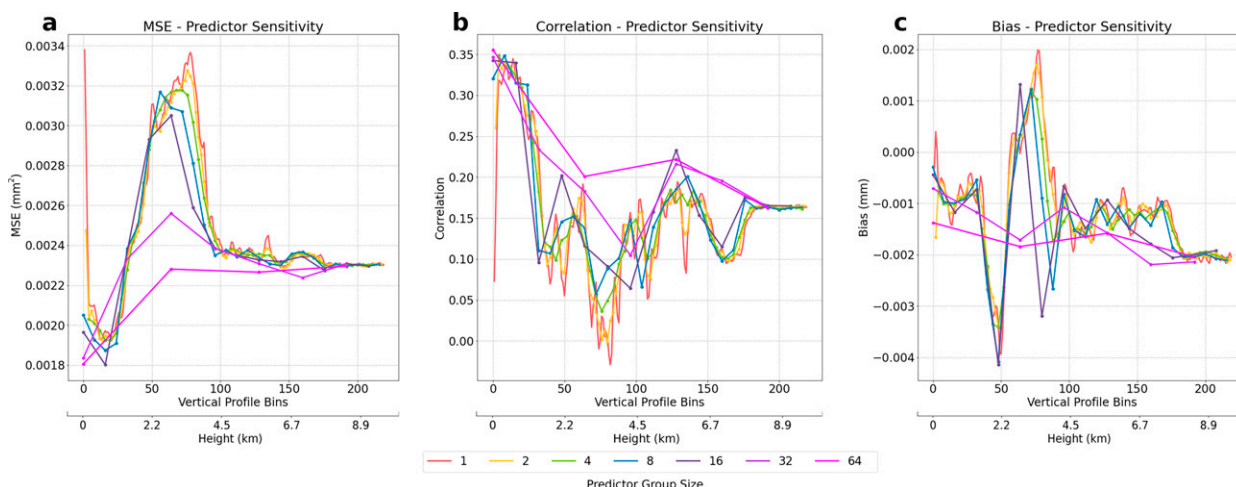 a
MSE - Predictor Sensitivity
0.0034
0.0032
0.0030
0.0028
0.0026
0.0024
0.0022
0.0020
0.0018
MSE (mm²)
0 50 100 150 200
Vertical Profile Bins
0 2.2 4.5 6.7 8.9
Height (km)
b
Correlation - Predictor Sensitivity
0.35
0.30
0.25
0.20
0.15
0.10
0.05
0.00
Correlation
0 50 100 150 200
Vertical Profile Bins
0 2.2 4.5 6.7 8.9
Height (km)
c
Bias - Predictor Sensitivity
0.002
0.001
0.000
−0.001
−0.002
−0.003
−0.004
Bias (mm)
0 50 100 150 200
Vertical Profile Bins
0 2.2 4.5 6.7 8.9
Height (km)
1 2 4 8 16 32 64
Predictor Group Size